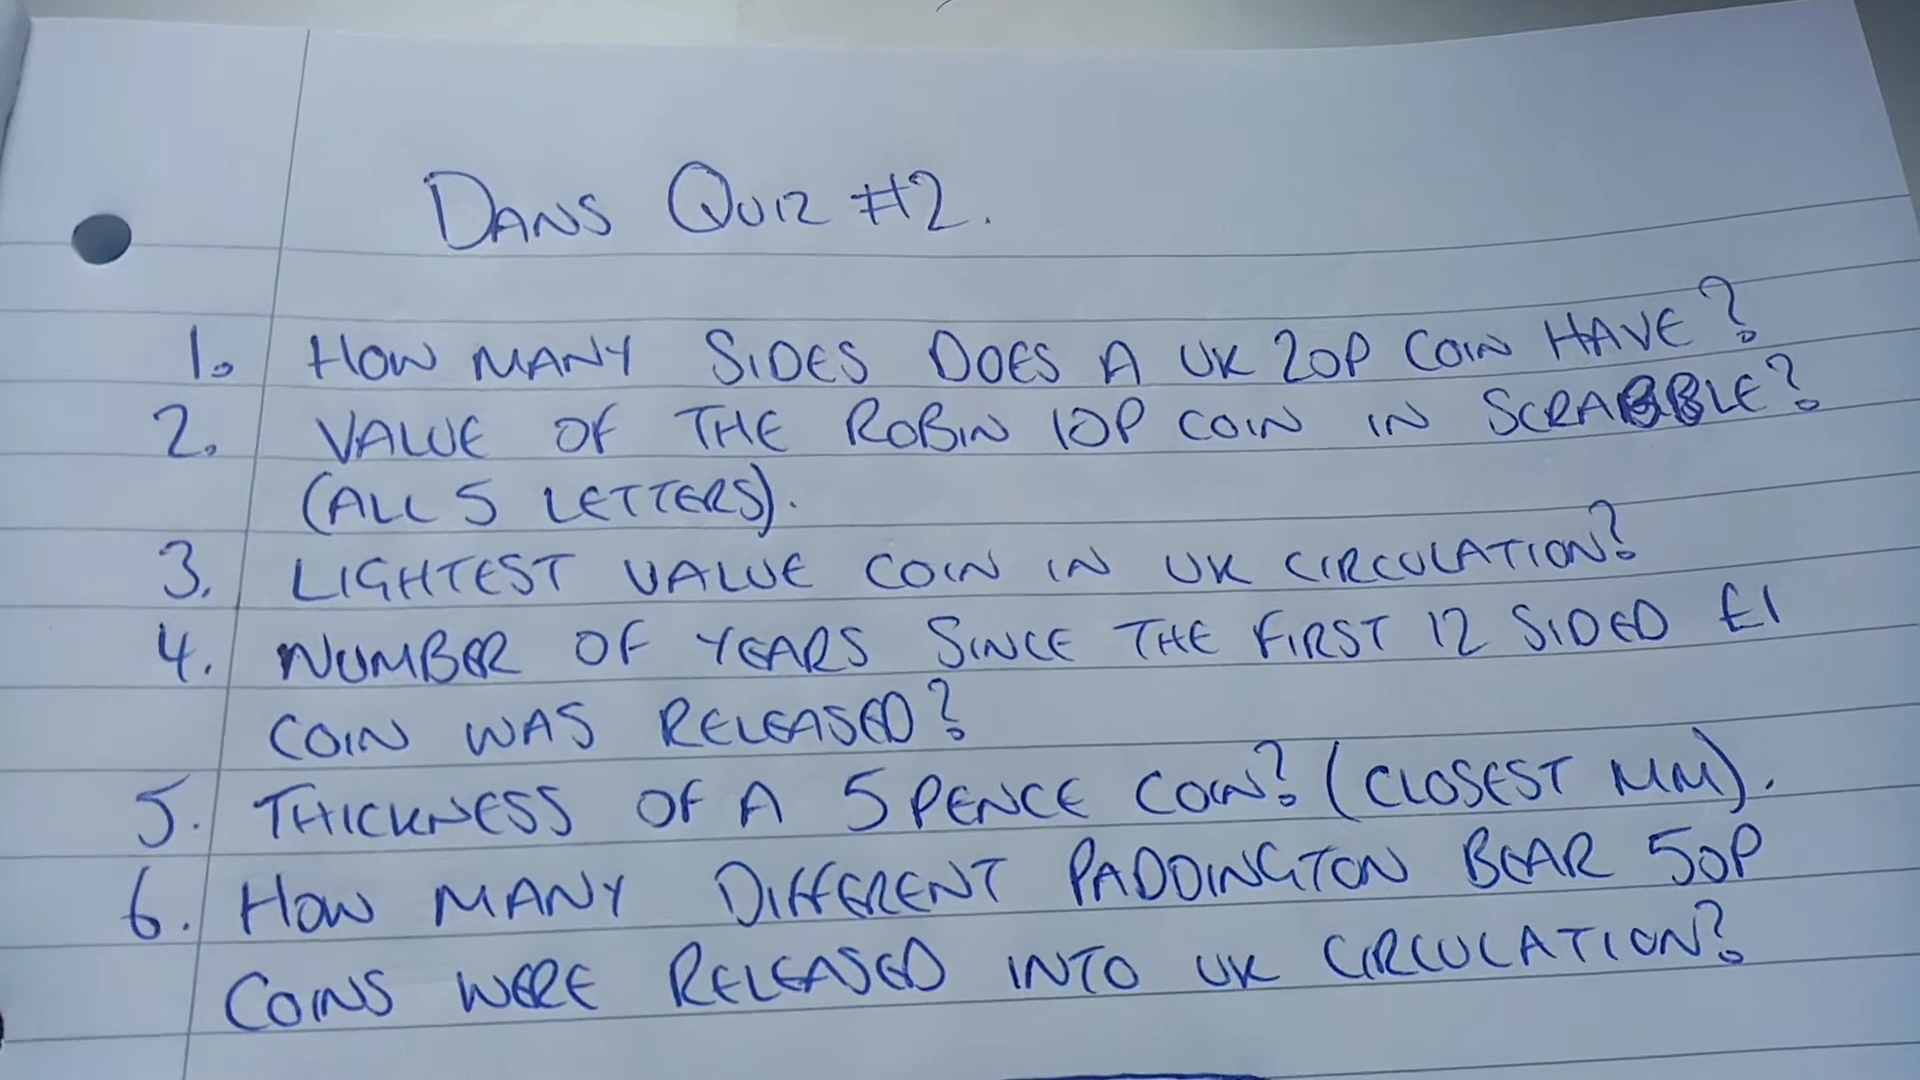 DANS QUIZ #2.
1. HOW MANY SIDES DOES A UK 20P COIN HAVE?
2. VALUE OF THE ROBIN 10P COIN IN SCRABBLE?
(ALL 5 LETTERS).
3. LIGHTEST VALUE COIN IN UK CIRCULATION?
4. NUMBER OF YEARS SINCE THE FIRST 12 SIDED £1
COIN WAS RELEASED?
5. THICKNESS OF A 5 PENCE COIN? (CLOSEST MM).
6. HOW MANY DIFFERENT PADDINGTON BEAR 50P
COINS WERE RELEASED INTO UK CIRCULATION?